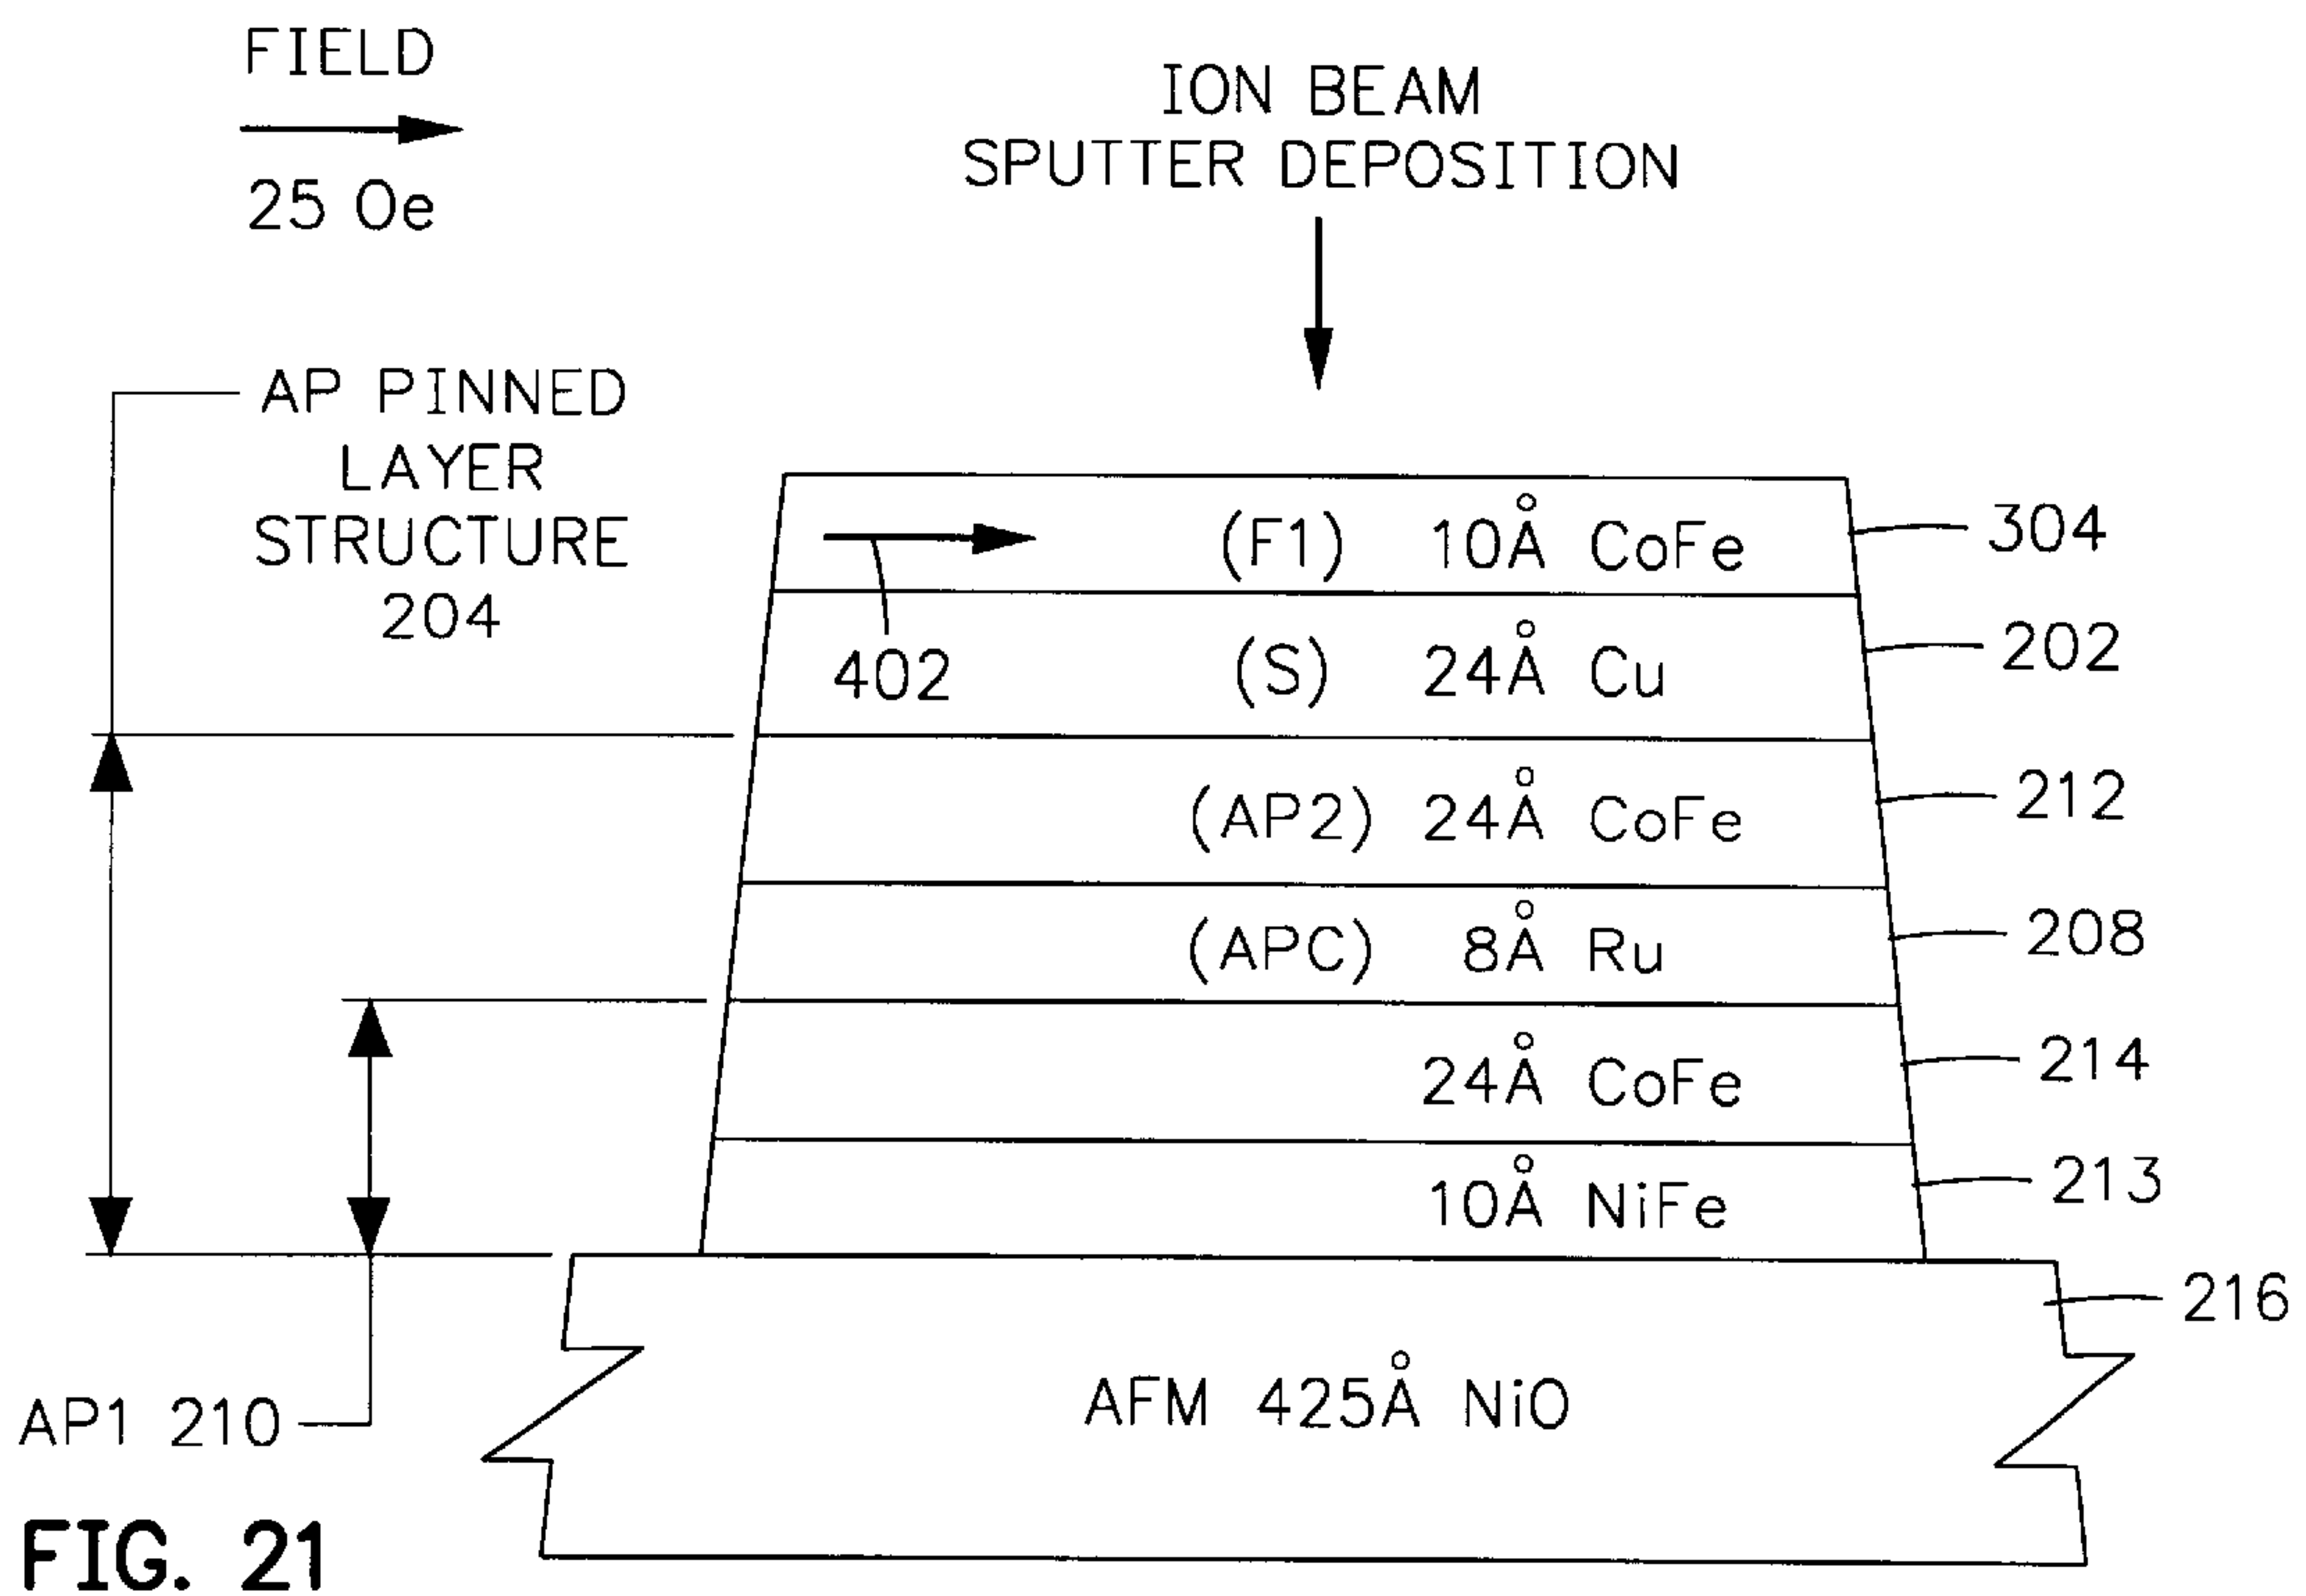 FIELD
25 Oe
ION BEAM
SPUTTER DEPOSITION
AP PINNED
LAYER
STRUCTURE
204
(F1) 10Å CoFe
304
402
(S) 24Å Cu
202
(AP2) 24Å CoFe
212
(APC) 8Å Ru
208
24Å CoFe
214
10Å NiFe
213
216
AFM 425Å NiO
AP1 210
FIG. 21